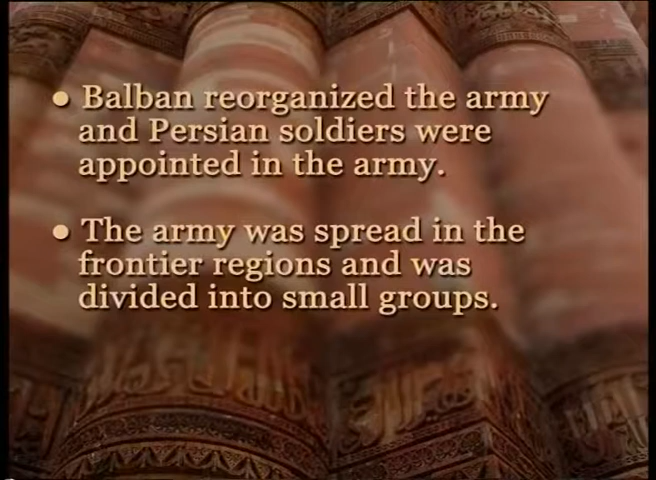 • Balban reorganized the army
and Persian soldiers were
appointed in the army.
• The army was spread in the
frontier regions and was
divided into small groups.